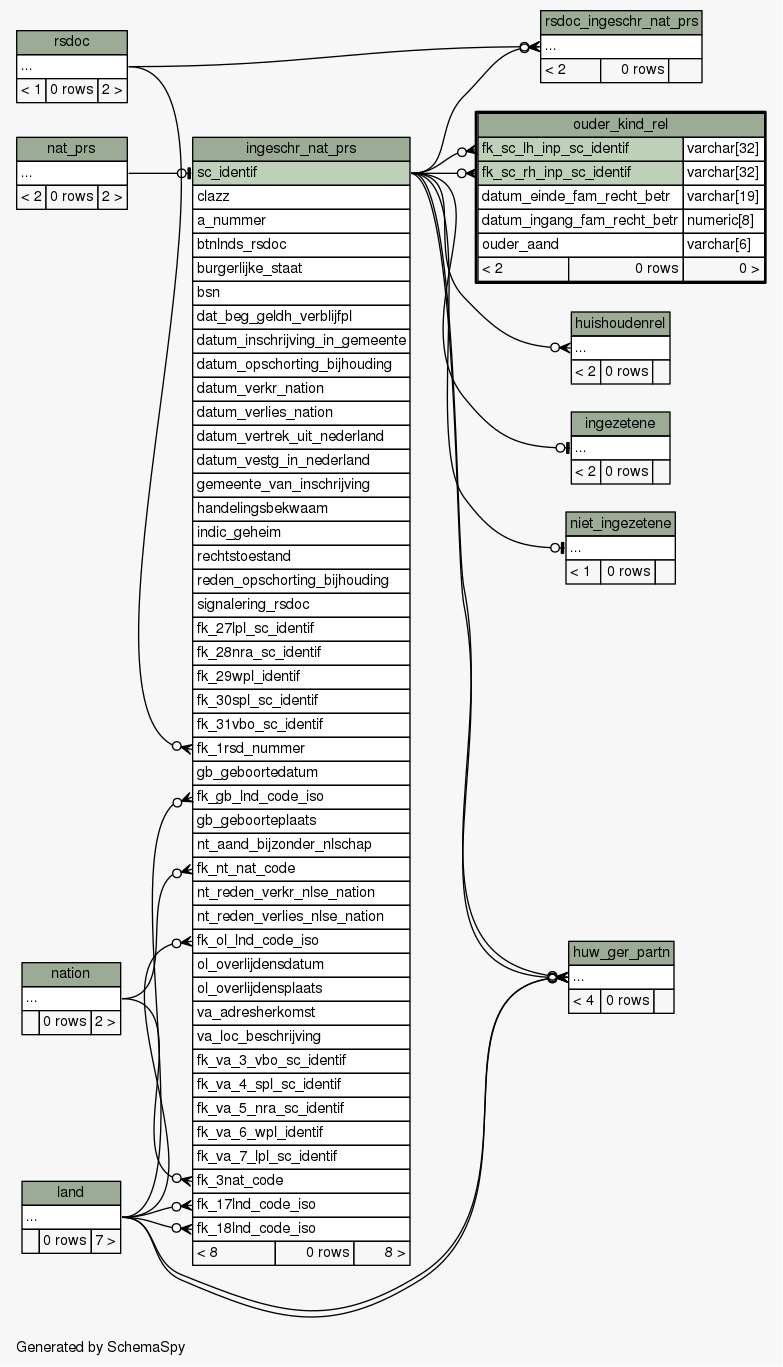 rsdoc
...
< 1 0 rows 2 >
nat_prs
...
< 2 0 rows 2 >
ingeschr_nat_prs
sc_identif
clazz
a_nummer
btnlnds_rsdoc
burgerlijke_staat
bsn
dat_beg_geldh_verblijfpl
datum_inschrijving_in_gemeente
datum_opschorting_bijhouding
datum_verkr_nation
datum_verlies_nation
datum_vertrek_uit_nederland
datum_vestg_in_nederland
gemeente_van_inschrijving
handelingsbekwaam
indic_geheim
rechtstoestand
reden_opschorting_bijhouding
signalering_rsdoc
fk_27lpl_sc_identif
fk_28nra_sc_identif
fk_29wpl_identif
fk_30spl_sc_identif
fk_31vbo_sc_identif
fk_1rsd_nummer
gb_geboortedatum
fk_gb_lnd_code_iso
gb_geboorteplaats
nt_aand_bijzonder_nlschap
fk_nt_nat_code
nt_reden_verkr_nlse_nation
nt_reden_verlies_nlse_nation
fk_ol_lnd_code_iso
ol_overlijdensdatum
ol_overlijdensplaats
va_adresherkomst
va_loc_beschrijving
fk_va_3_vbo_sc_identif
fk_va_4_spl_sc_identif
fk_va_5_nra_sc_identif
fk_va_6_wpl_identif
fk_va_7_lpl_sc_identif
fk_3nat_code
fk_17lnd_code_iso
fk_18lnd_code_iso
< 8 0 rows 8 >
rsdoc_ingeschr_nat_prs
...
< 2 0 rows
ouder_kind_rel
fk_sc_lh_inp_sc_identif varchar[32]
fk_sc_rh_inp_sc_identif varchar[32]
datum_einde_fam_recht_betr varchar[19]
datum_ingang_fam_recht_betr numeric[8]
ouder_aand varchar[6]
< 2 0 rows 0 >
huishoudenrel
...
< 2 0 rows
ingezetene
...
< 2 0 rows
niet_ingezetene
...
< 1 0 rows
huw_ger_partn
...
< 4 0 rows
nation
...
0 rows 2 >
land
...
0 rows 7 >
Generated by SchemaSpy